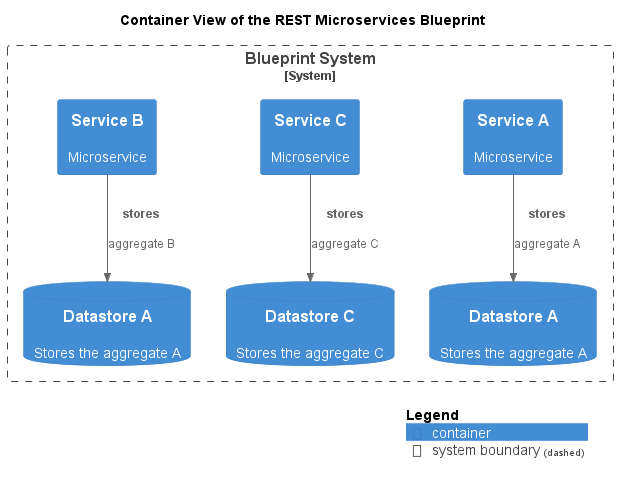 Container View of the REST Microservices Blueprint
Blueprint System
[System]
Service B
Microservice
Service C
Microservice
Service A
Microservice
stores
aggregate B
stores
aggregate C
stores
aggregate A
Datastore A
Stores the aggregate A
Datastore C
Stores the aggregate C
Datastore A
Stores the aggregate A
Legend
container
system boundary (dashed)